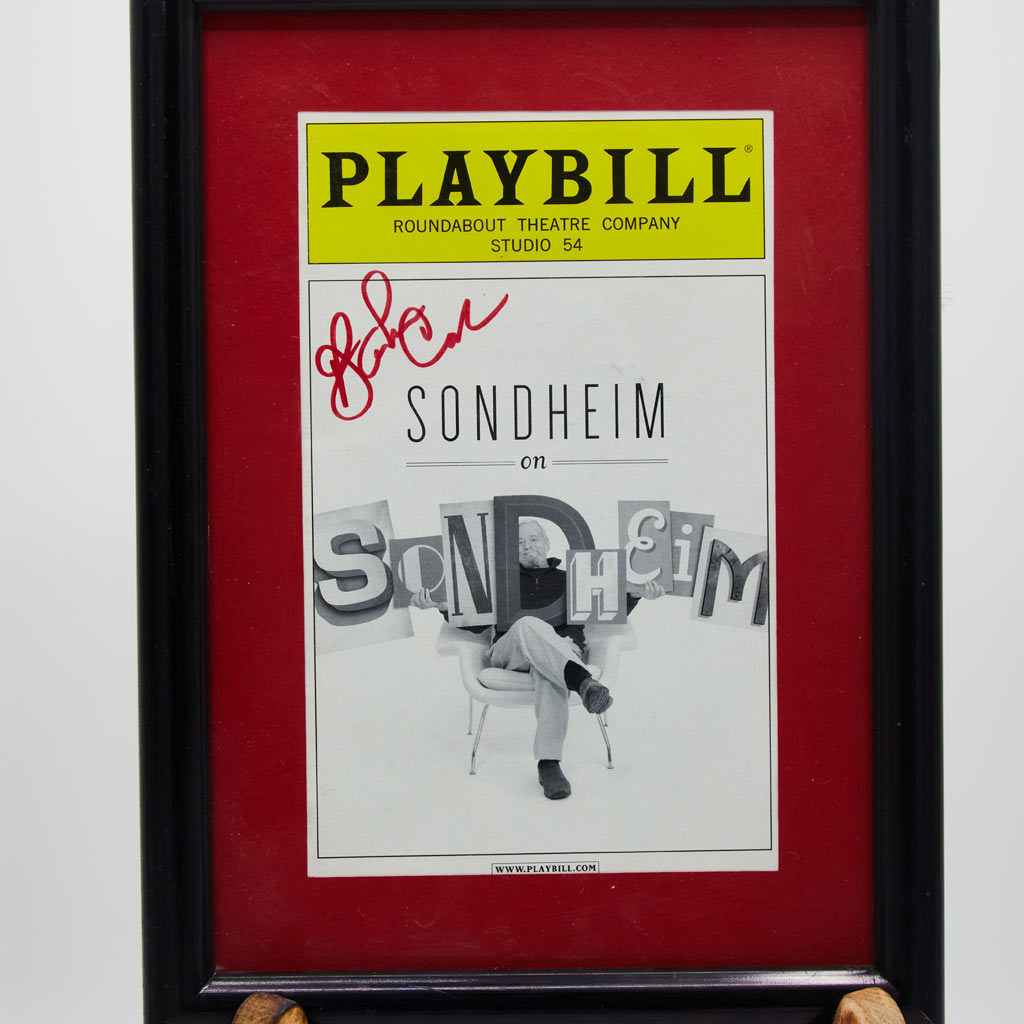 PLAYBILL®
ROUNDABOUT THEATRE COMPANY
STUDIO 54
SONDHEIM
on
SONDHEIM
WWW.PLAYBILL.COM